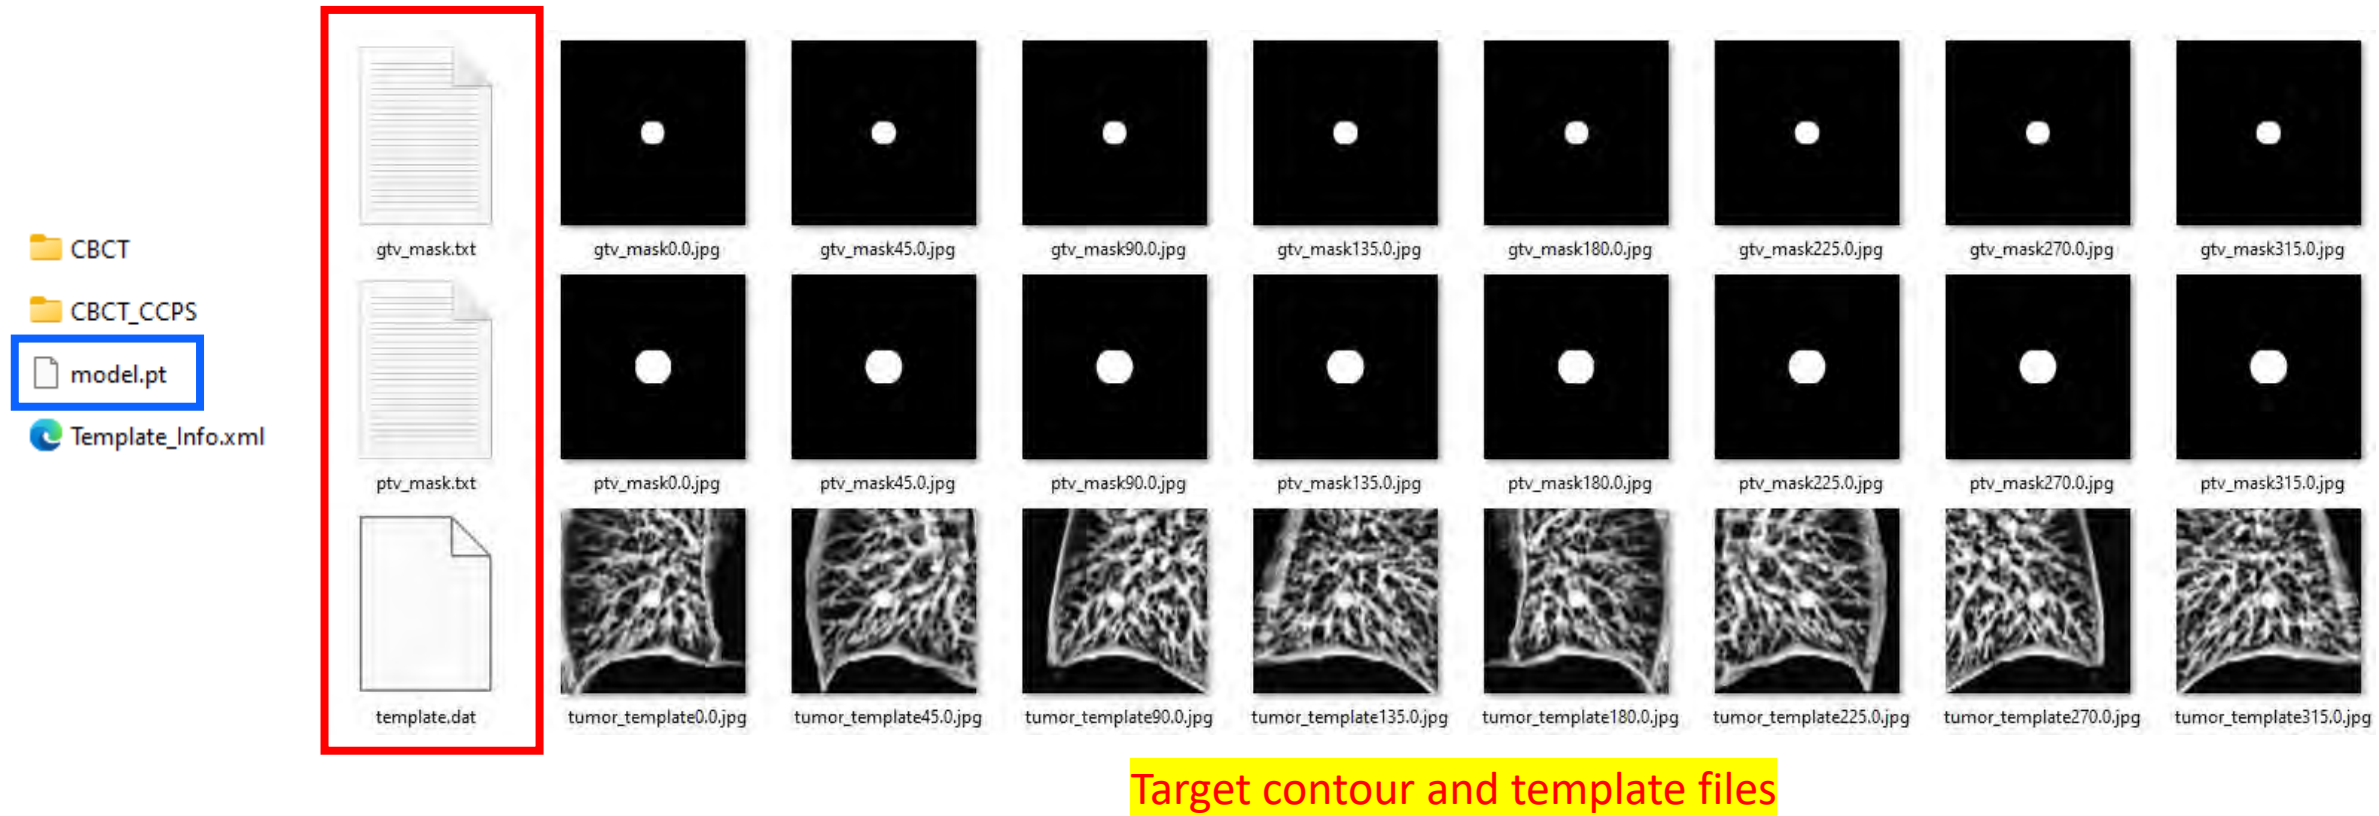 CBCT
CBCT_CCPS
model.pt
Template_Info.xml
gtv_mask.txt
gtv_mask0.0.jpg
gtv_mask45.0.jpg
gtv_mask90.0.jpg
gtv_mask135.0.jpg
gtv_mask180.0.jpg
gtv_mask225.0.jpg
gtv_mask270.0.jpg
gtv_mask315.0.jpg
ptv_mask.txt
ptv_mask0.0.jpg
ptv_mask45.0.jpg
ptv_mask90.0.jpg
ptv_mask135.0.jpg
ptv_mask180.0.jpg
ptv_mask225.0.jpg
ptv_mask270.0.jpg
ptv_mask315.0.jpg
template.dat
tumor_template0.0.jpg
tumor_template45.0.jpg
tumor_template90.0.jpg
tumor_template135.0.jpg
tumor_template180.0.jpg
tumor_template225.0.jpg
tumor_template270.0.jpg
tumor_template315.0.jpg
Target contour and template files